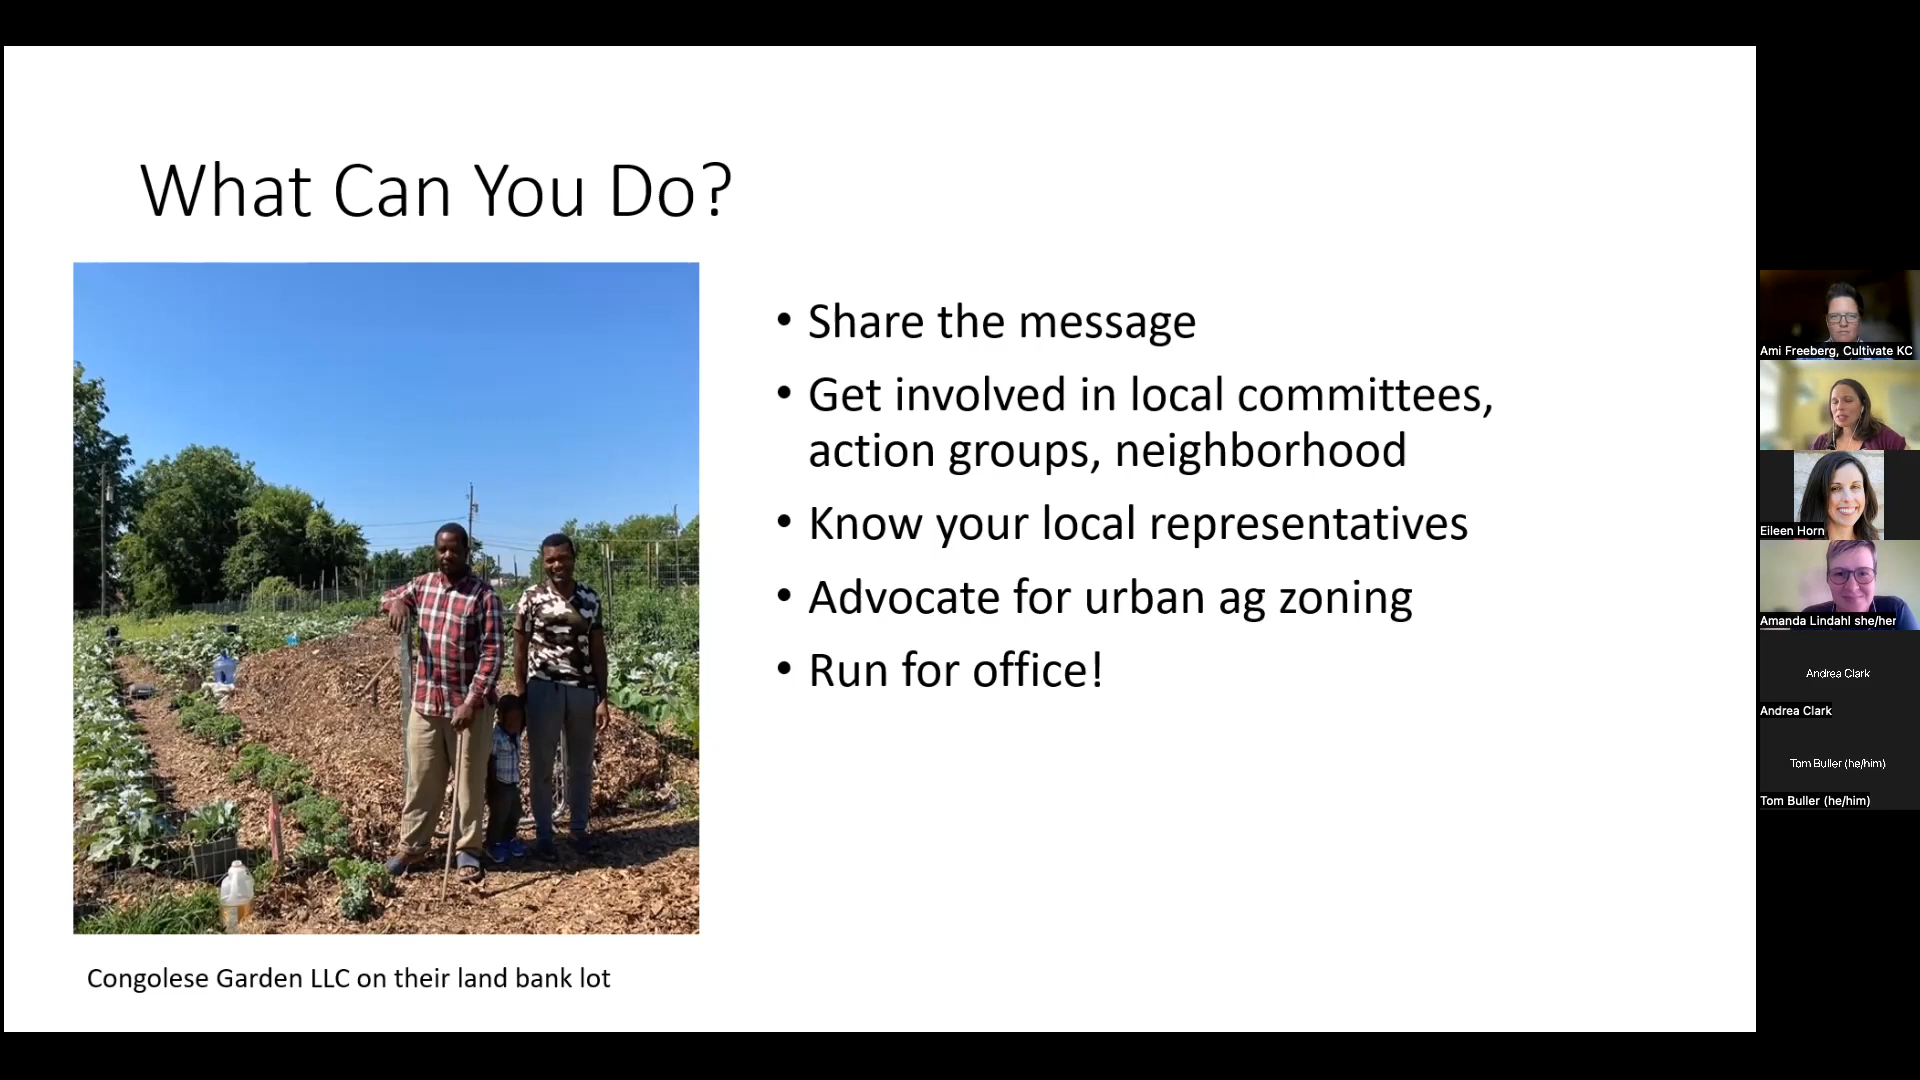 What Can You Do?
• Share the message
• Get involved in local committees,
action groups, neighborhood
• Know your local representatives
• Advocate for urban ag zoning
• Run for office!
Congolese Garden LLC on their land bank lot
Ami Freeberg, Cultivate KC
Eileen Horn
Amanda Lindahl she/her
Andrea Clark
Andrea Clark
Tom Buller (he/him)
Tom Buller (he/him)